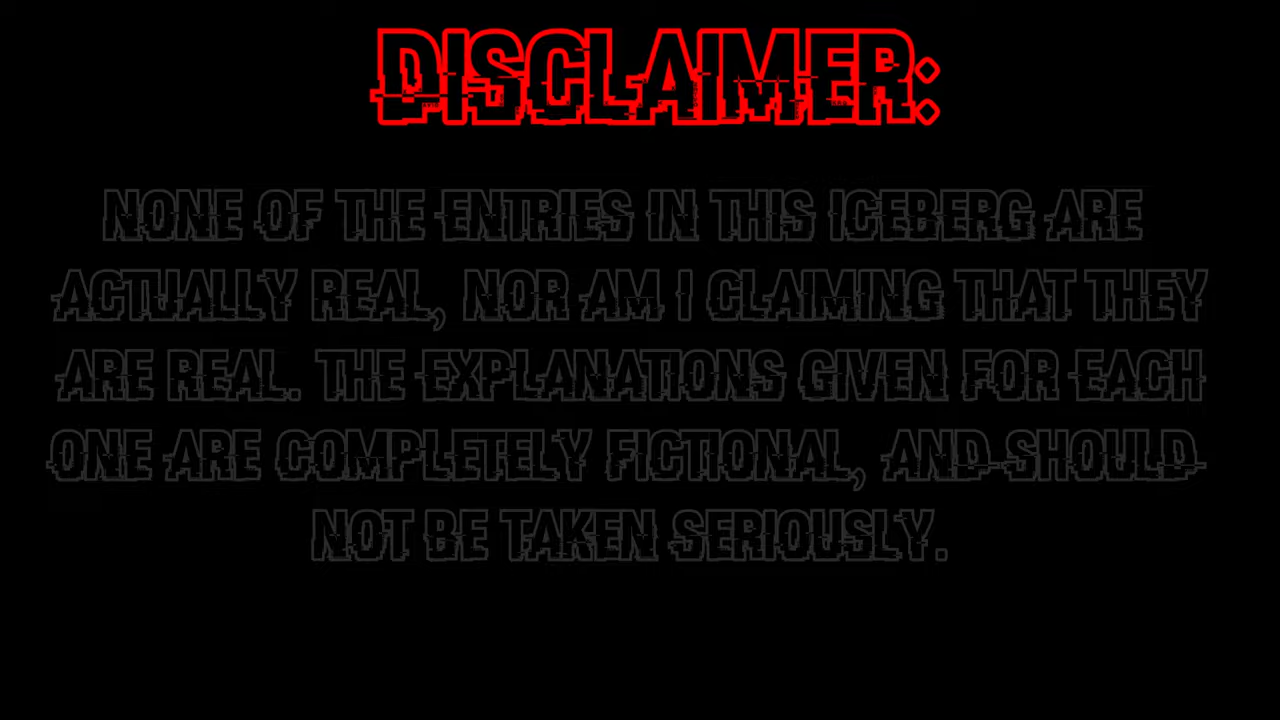 DISCLAIMER:
NONE OF THE ENTRIES IN THIS ICEBERG ARE
ACTUALLY REAL, NOR AM I CLAIMING THAT THEY
ARE REAL. THE EXPLANATIONS GIVEN FOR EACH
ONE ARE COMPLETELY FICTIONAL, AND SHOULD
NOT BE TAKEN SERIOUSLY.